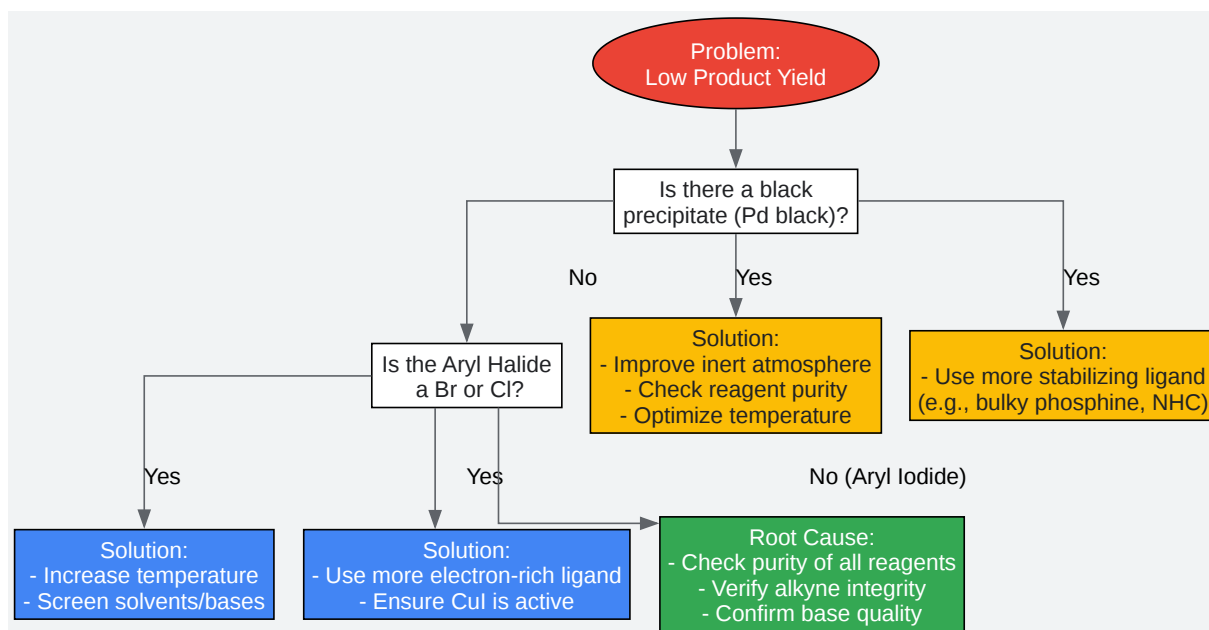 Problem:
Low Product Yield
Is there a black
precipitate (Pd black)?
No
Yes
Yes
Solution:
- Improve inert atmosphere
- Check reagent purity
- Optimize temperature
Solution:
- Use more stabilizing ligand
(e.g., bulky phosphine, NHC)
Is the Aryl Halide
a Br or Cl?
Yes
Yes
No (Aryl Iodide)
Solution:
- Increase temperature
- Screen solvents/bases
Solution:
- Use more electron-rich ligand
- Ensure CuI is active
Root Cause:
- Check purity of all reagents
- Verify alkyne integrity
- Confirm base quality